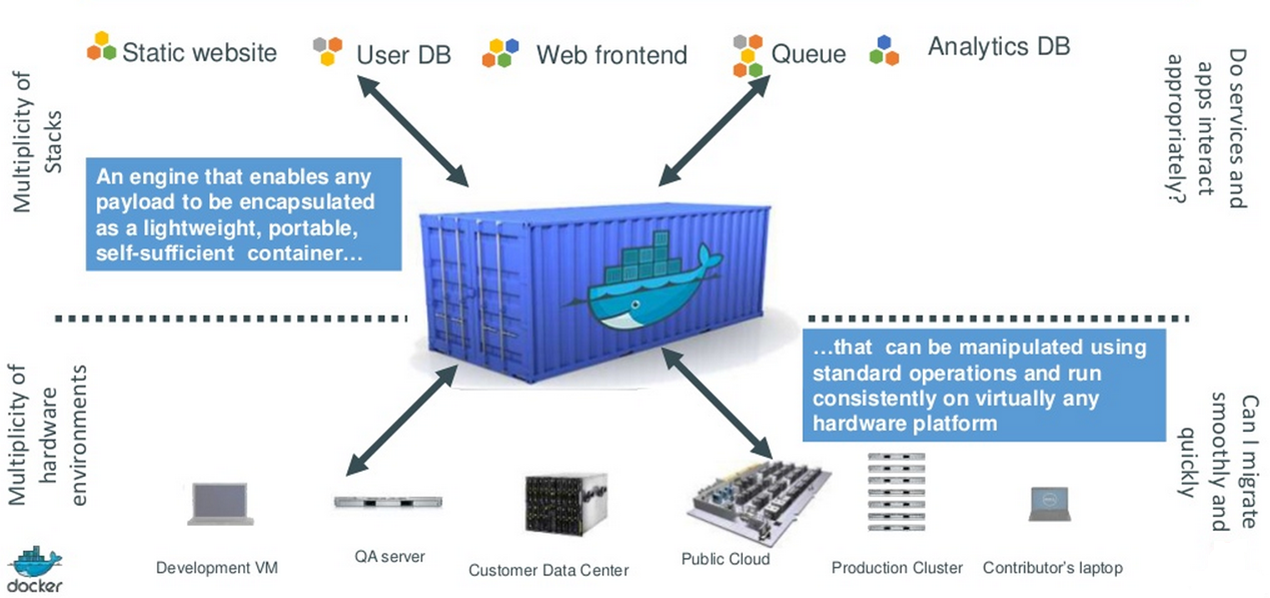 Static website
User DB
Web frontend
Queue
Analytics DB
Multiplicity of
Stacks
Do services and
apps interact
appropriately?
An engine that enables any
payload to be encapsulated
as a lightweight, portable,
self-sufficient container…
…that can be manipulated using
standard operations and run
consistently on virtually any
hardware platform
Multiplicity of
hardware
environments
Can I migrate
smoothly and
quickly
Development VM
QA server
Customer Data Center
Public Cloud
Production Cluster
Contributor's laptop
docker